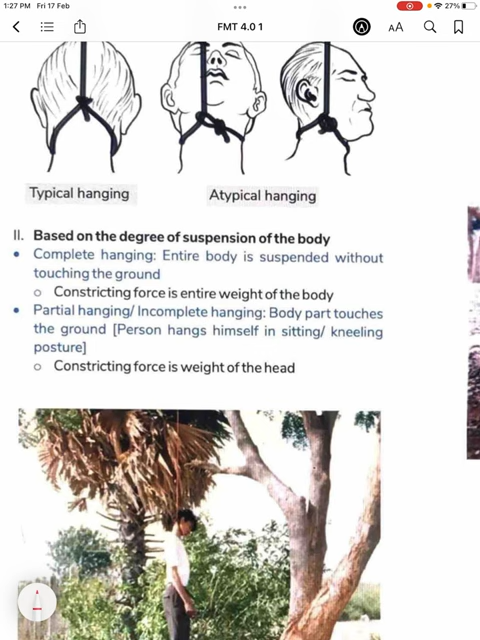 1:27 PM Fri 17 Feb
27%
FMT 4.0 1
AA
Typical hanging
Atypical hanging
II. Based on the degree of suspension of the body
• Complete hanging: Entire body is suspended without
touching the ground
o Constricting force is entire weight of the body
• Partial hanging/ Incomplete hanging: Body part touches
the ground [Person hangs himself in sitting/ kneeling
posture]
o Constricting force is weight of the head